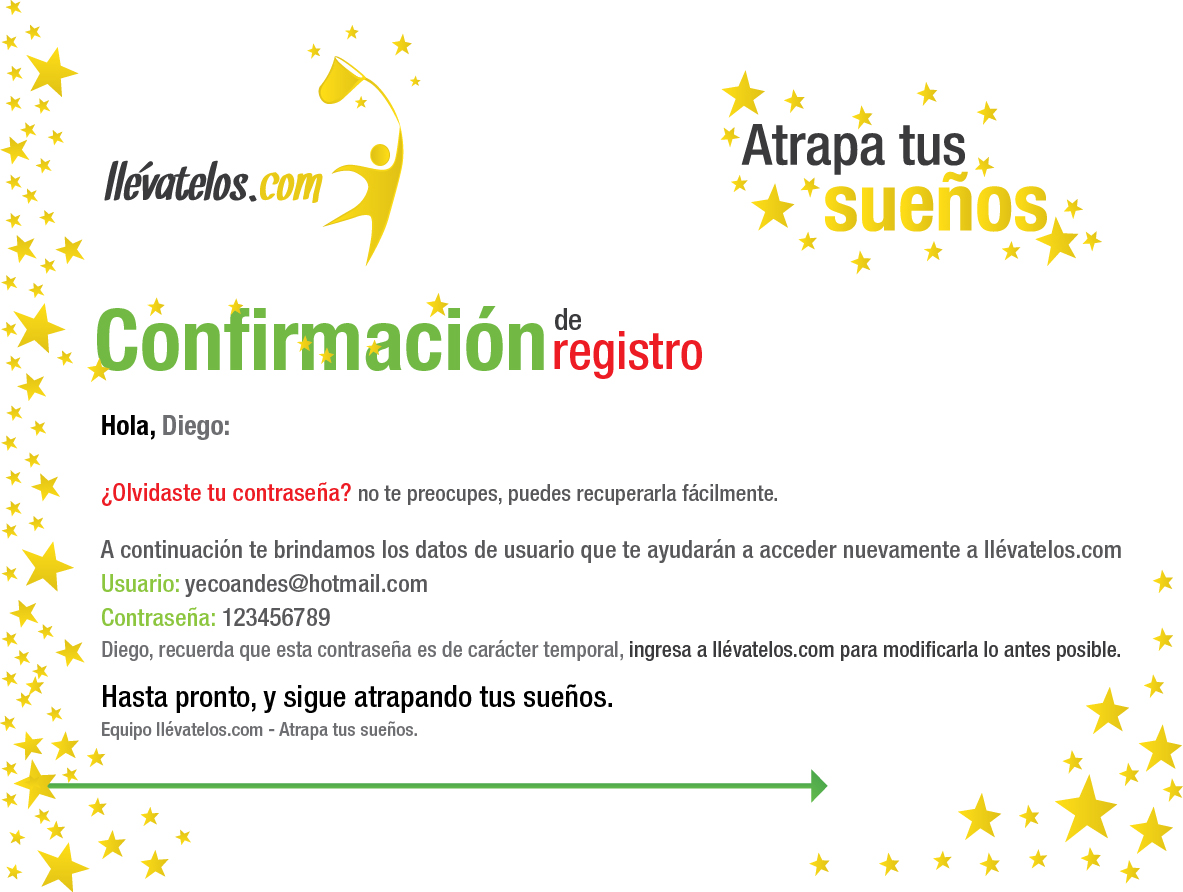 llévatelos.com
Atrapa tus
sueños
Confirmación de registro
Hola, Diego:
¿Olvidaste tu contraseña? no te preocupes, puedes recuperarla fácilmente.
A continuación te brindamos los datos de usuario que te ayudarán a acceder nuevamente a llévatelos.com
Usuario: yecoandes@hotmail.com
Contraseña: 123456789
Diego, recuerda que esta contraseña es de carácter temporal, ingresa a llévatelos.com para modificarla lo antes posible.
Hasta pronto, y sigue atrapando tus sueños.
Equipo llévatelos.com - Atrapa tus sueños.